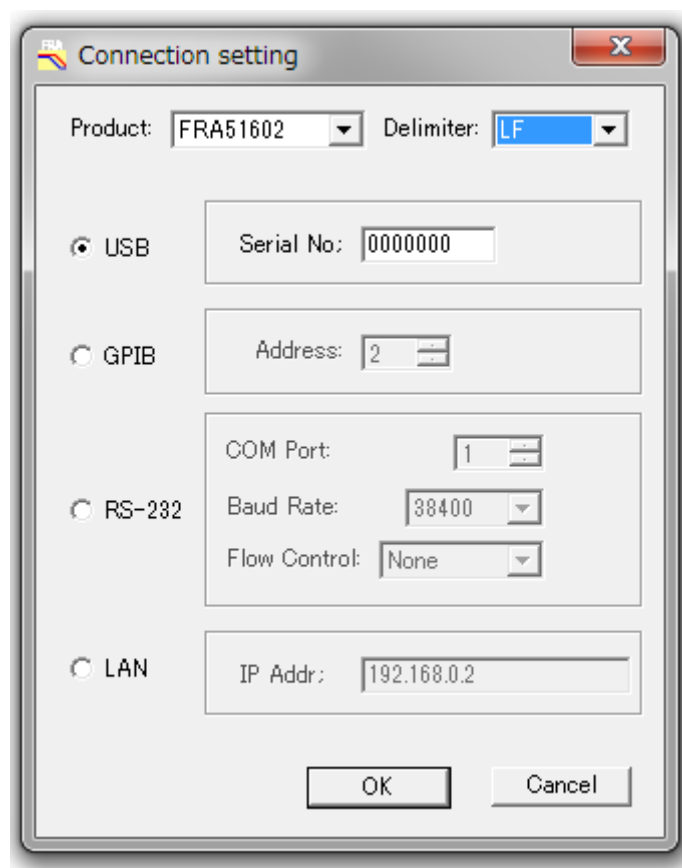 FRA Connection setting
Product: FRA51602 Delimiter: LF
USB Serial No; 0000000
GPIB Address: 2
COM Port: 1
RS-232 Baud Rate: 38400
Flow Control: None
LAN IP Addr; 192.168.0.2
OK Cancel